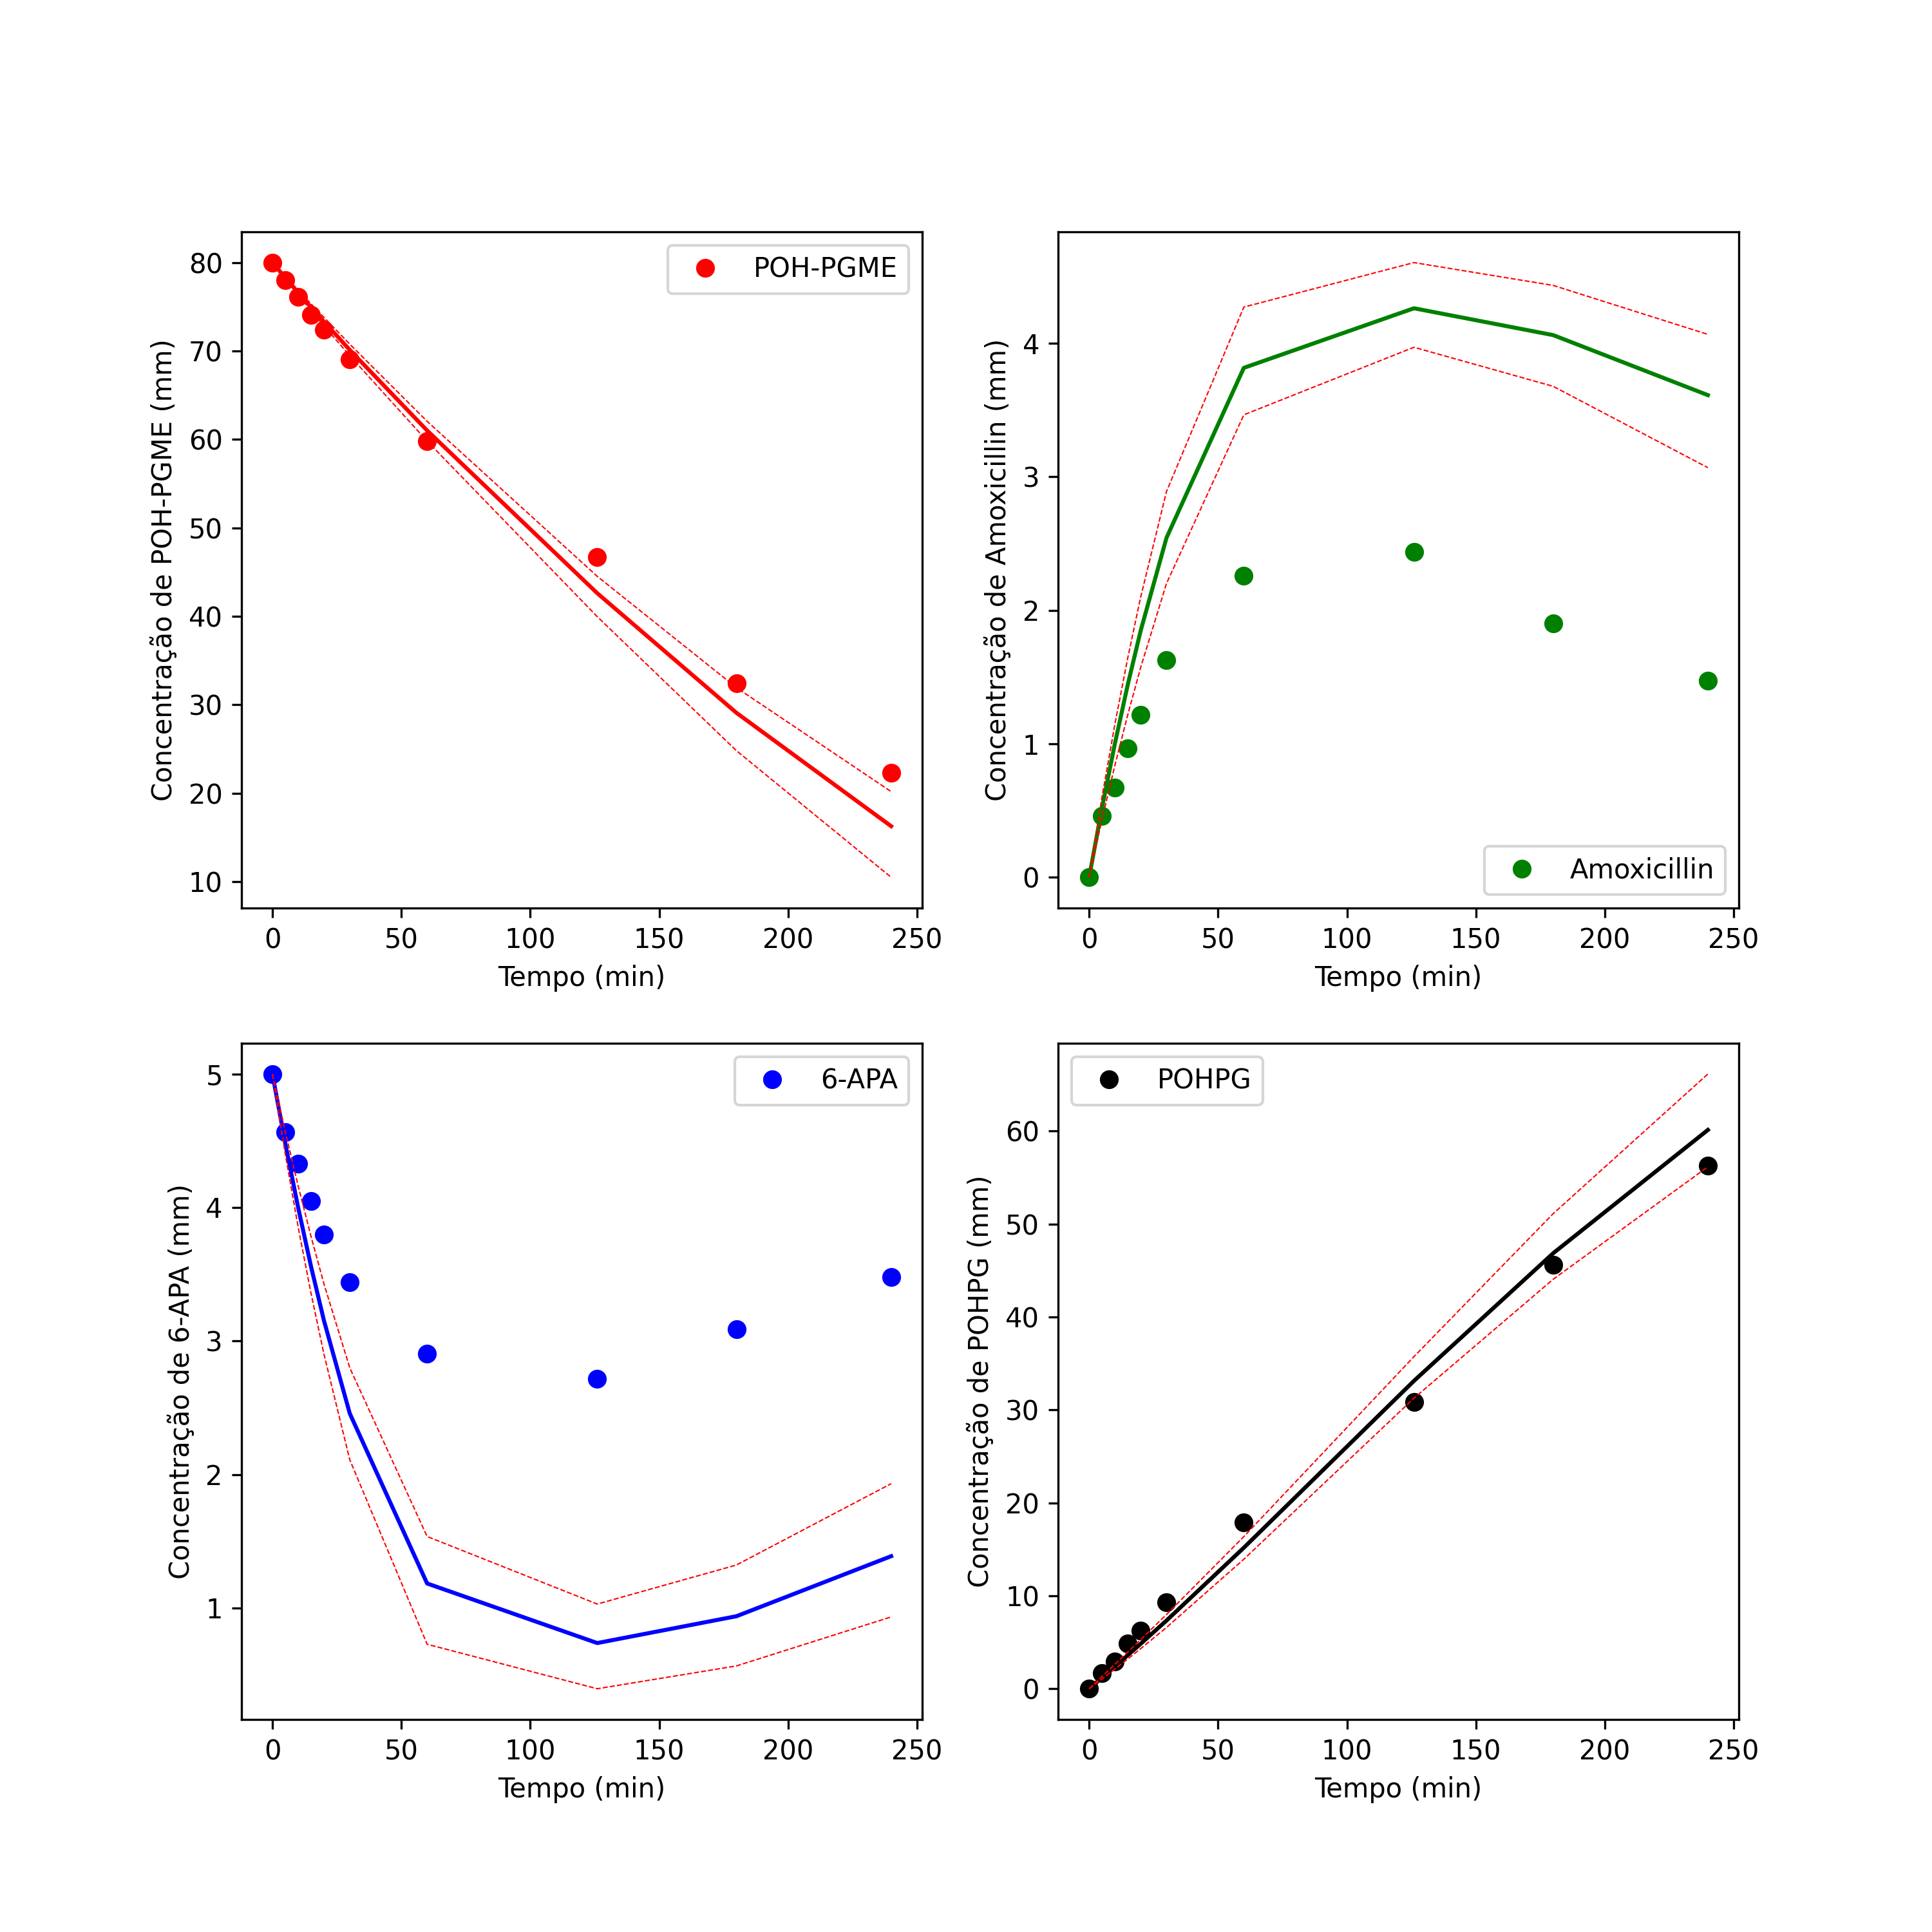 POH-PGME
80
70
60
50
40
30
20
10
Concentração de POH-PGME (mm)
0 50 100 150 200 250
Tempo (min)
Amoxicillin
4
3
2
1
0
Concentração de Amoxicillin (mm)
0 50 100 150 200 250
Tempo (min)
6-APA
5
4
3
2
1
Concentração de 6-APA (mm)
0 50 100 150 200 250
Tempo (min)
POHPG
60
50
40
30
20
10
0
Concentração de POHPG (mm)
0 50 100 150 200 250
Tempo (min)